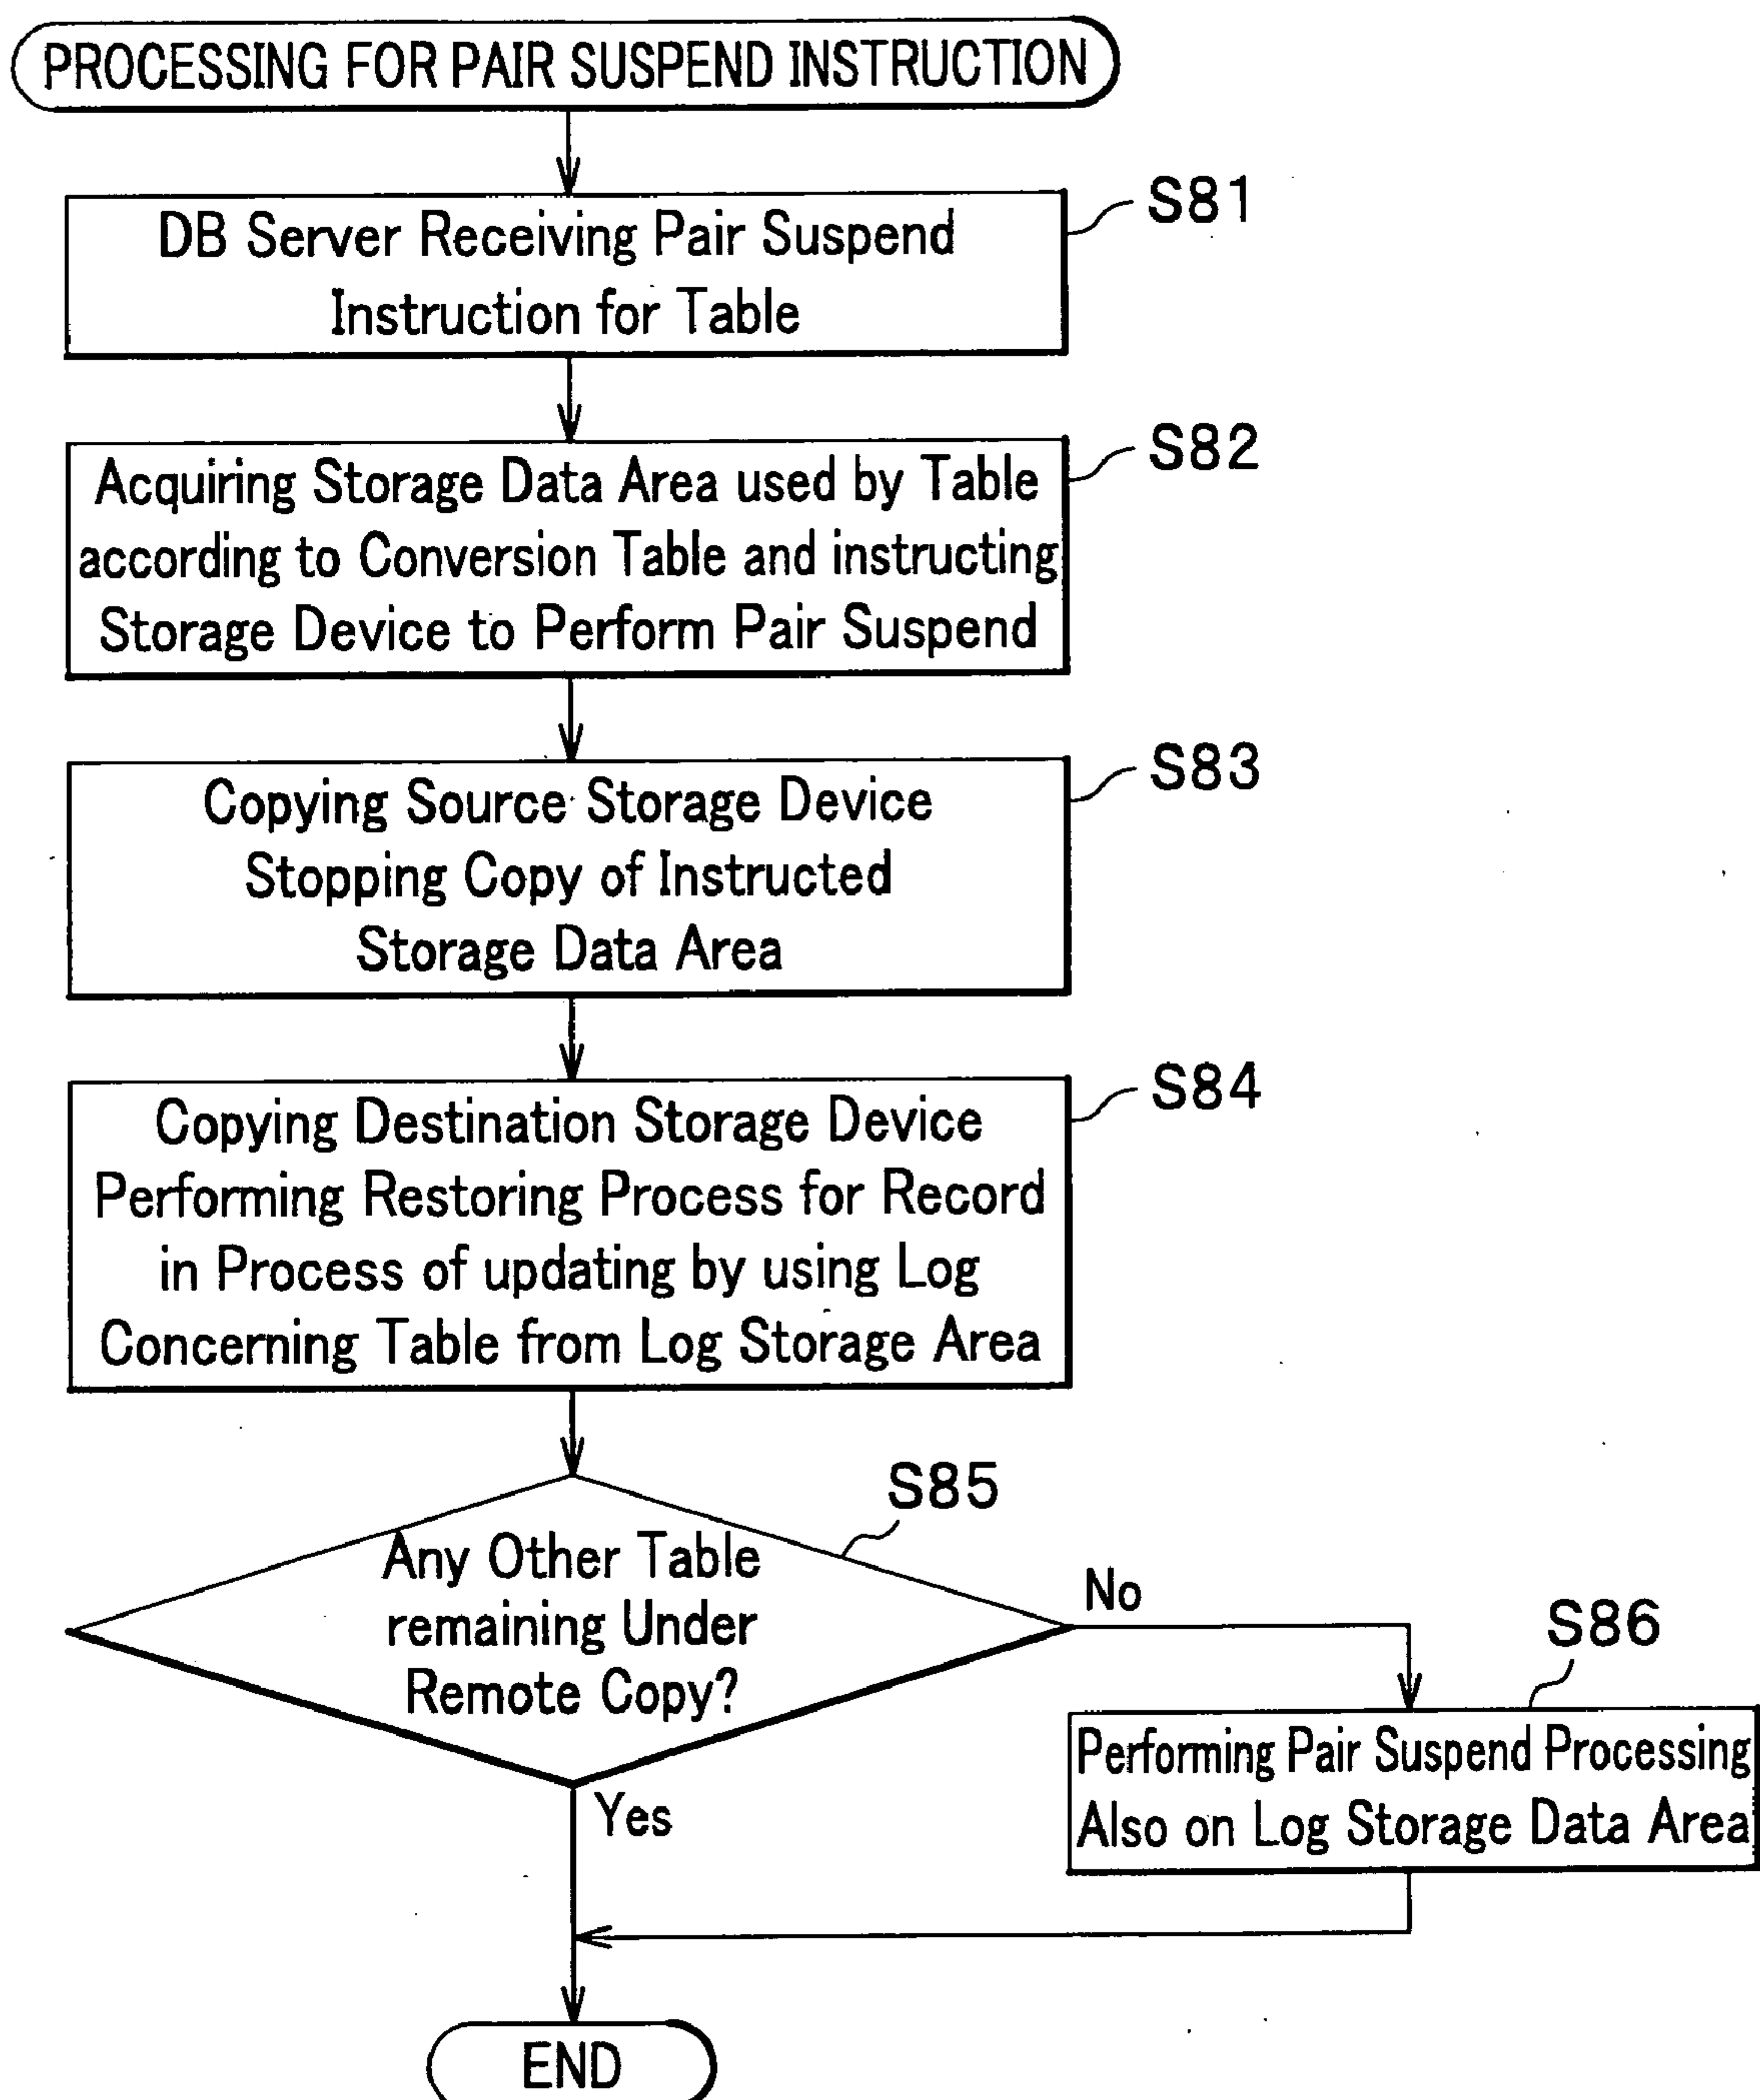 PROCESSING FOR PAIR SUSPEND INSTRUCTION
S81
DB Server Receiving Pair Suspend
Instruction for Table
S82
Acquiring Storage Data Area used by Table
according to Conversion Table and instructing
Storage Device to Perform Pair Suspend
S83
Copying Source Storage Device
Stopping Copy of Instructed
Storage Data Area
S84
Copying Destination Storage Device
Performing Restoring Process for Record
in Process of updating by using Log
Concerning Table from Log Storage Area
S85
Any Other Table
remaining Under
Remote Copy?
No
S86
Performing Pair Suspend Processing
Also on Log Storage Data Area
Yes
END